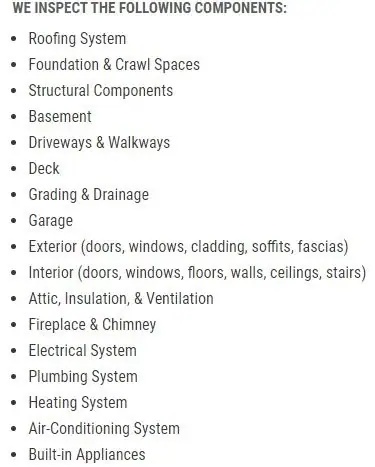 WE INSPECT THE FOLLOWING COMPONENTS:
• Roofing System
• Foundation & Crawl Spaces
• Structural Components
• Basement
• Driveways & Walkways
• Deck
• Grading & Drainage
• Garage
• Exterior (doors, windows, cladding, soffits, fascias)
• Interior (doors, windows, floors, walls, ceilings, stairs)
• Attic, Insulation, & Ventilation
• Fireplace & Chimney
• Electrical System
• Plumbing System
• Heating System
• Air-Conditioning System
• Built-in Appliances